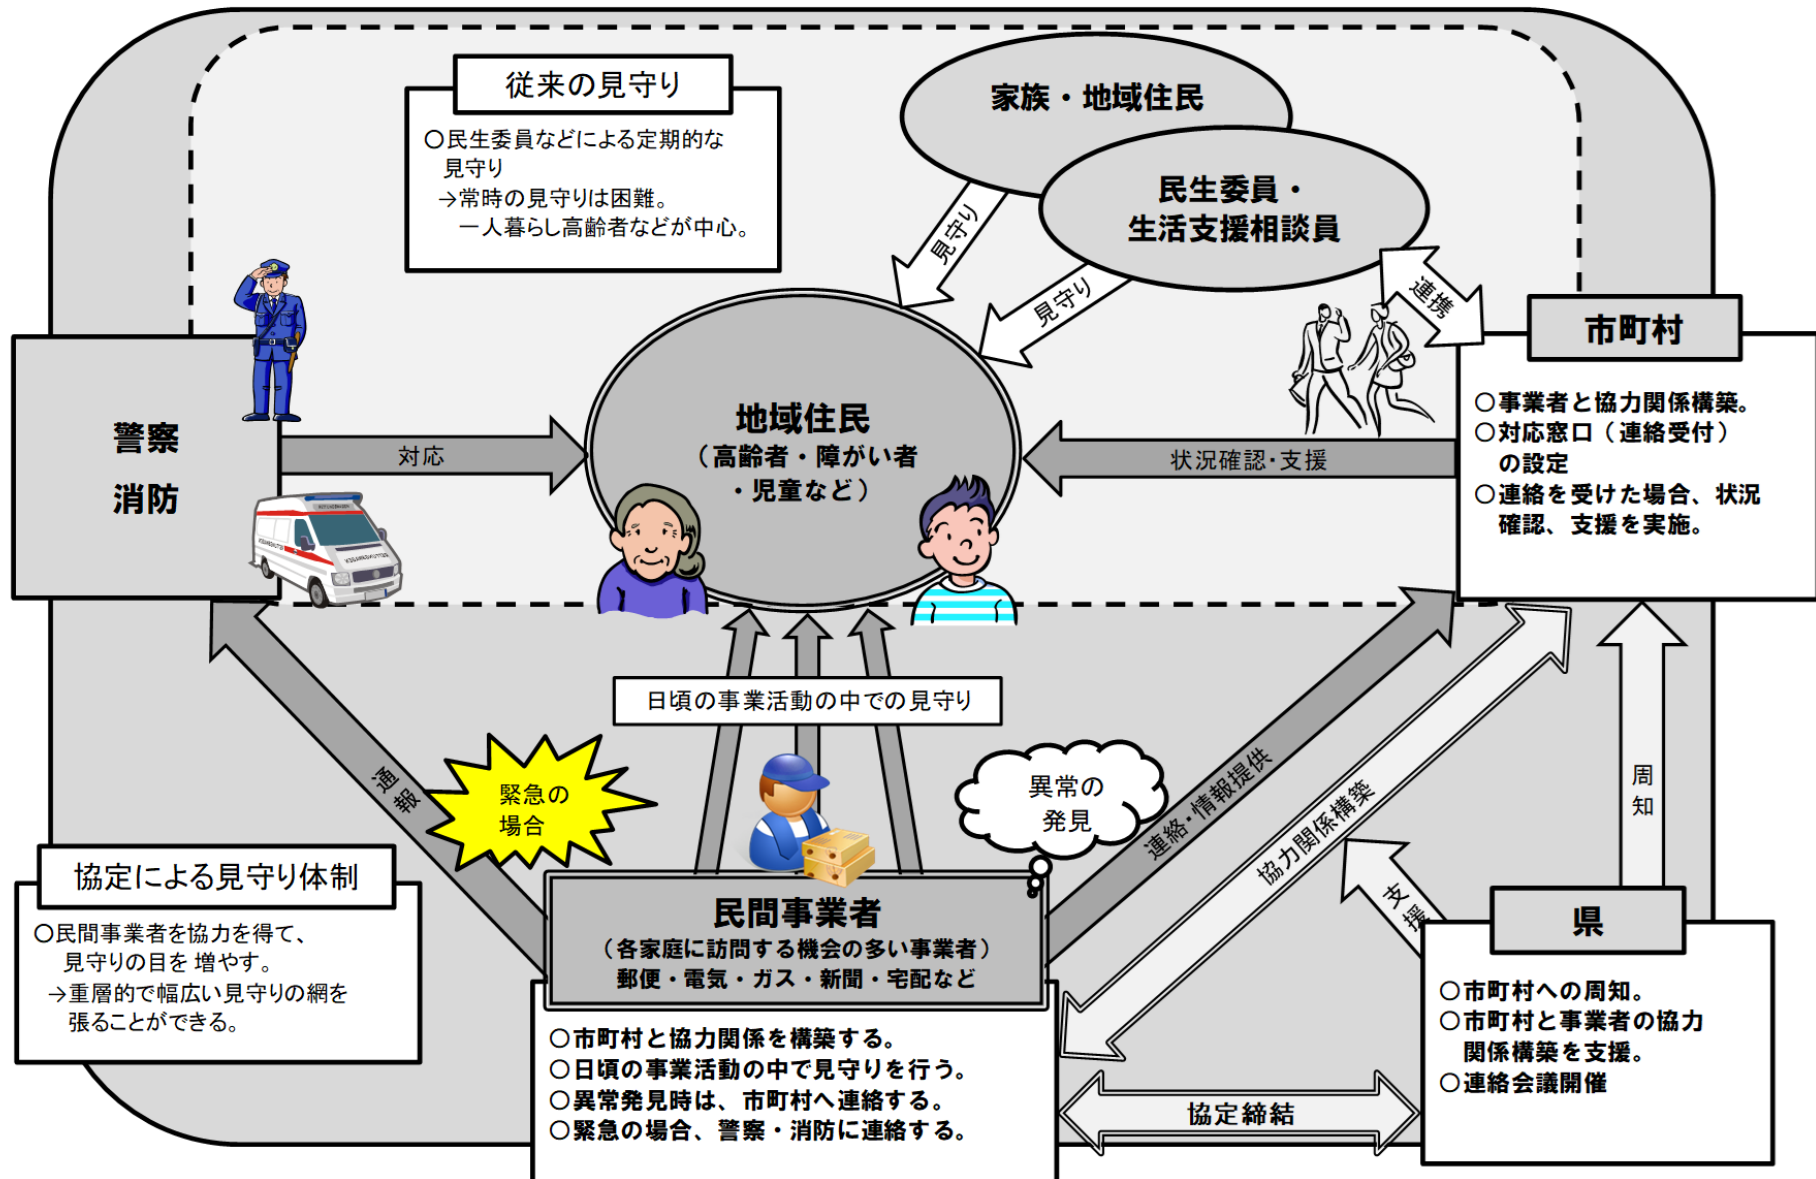 従来の見守り
○民生委員などによる定期的な
見守り
→常時の見守りは困難。
一人暮らし高齢者などが中心。
家族・地域住民
民生委員・
生活支援相談員
見守り
見守り
連携
市町村
○事業者と協力関係構築。
○対応窓口（連絡受付）
の設定
○連絡を受けた場合、状況
確認、支援を実施。
警察
消防
対応
地域住民
（高齢者・障がい者
・児童など）
状況確認・支援
日頃の事業活動の中での見守り
通報
緊急の
場合
異常の
発見
連絡・情報提供
協力関係構築
周知
支援
協定による見守り体制
○民間事業者を協力を得て、
見守りの目を 増やす。
→重層的で幅広い見守りの網を
張ることができる。
民間事業者
（各家庭に訪問する機会の多い事業者）
郵便・電気・ガス・新聞・宅配など
○市町村と協力関係を構築する。
○日頃の事業活動の中で見守りを行う。
○異常発見時は、市町村へ連絡する。
○緊急の場合、警察・消防に連絡する。
県
○市町村への周知。
○市町村と事業者の協力
関係構築を支援。
○連絡会議開催
協定締結